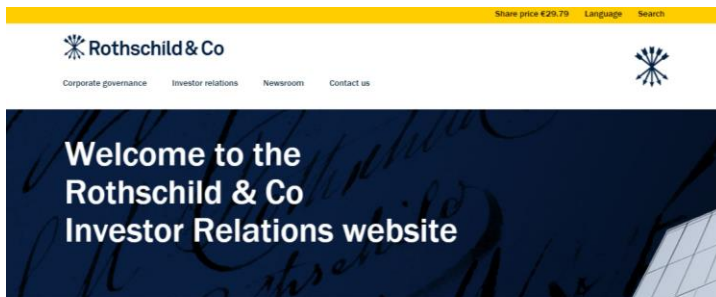 Share price €29.79 Language Search
Rothschild & Co
Corporate governance Investor relations Newsroom Contact us
Welcome to the
Rothschild & Co
Investor Relations website